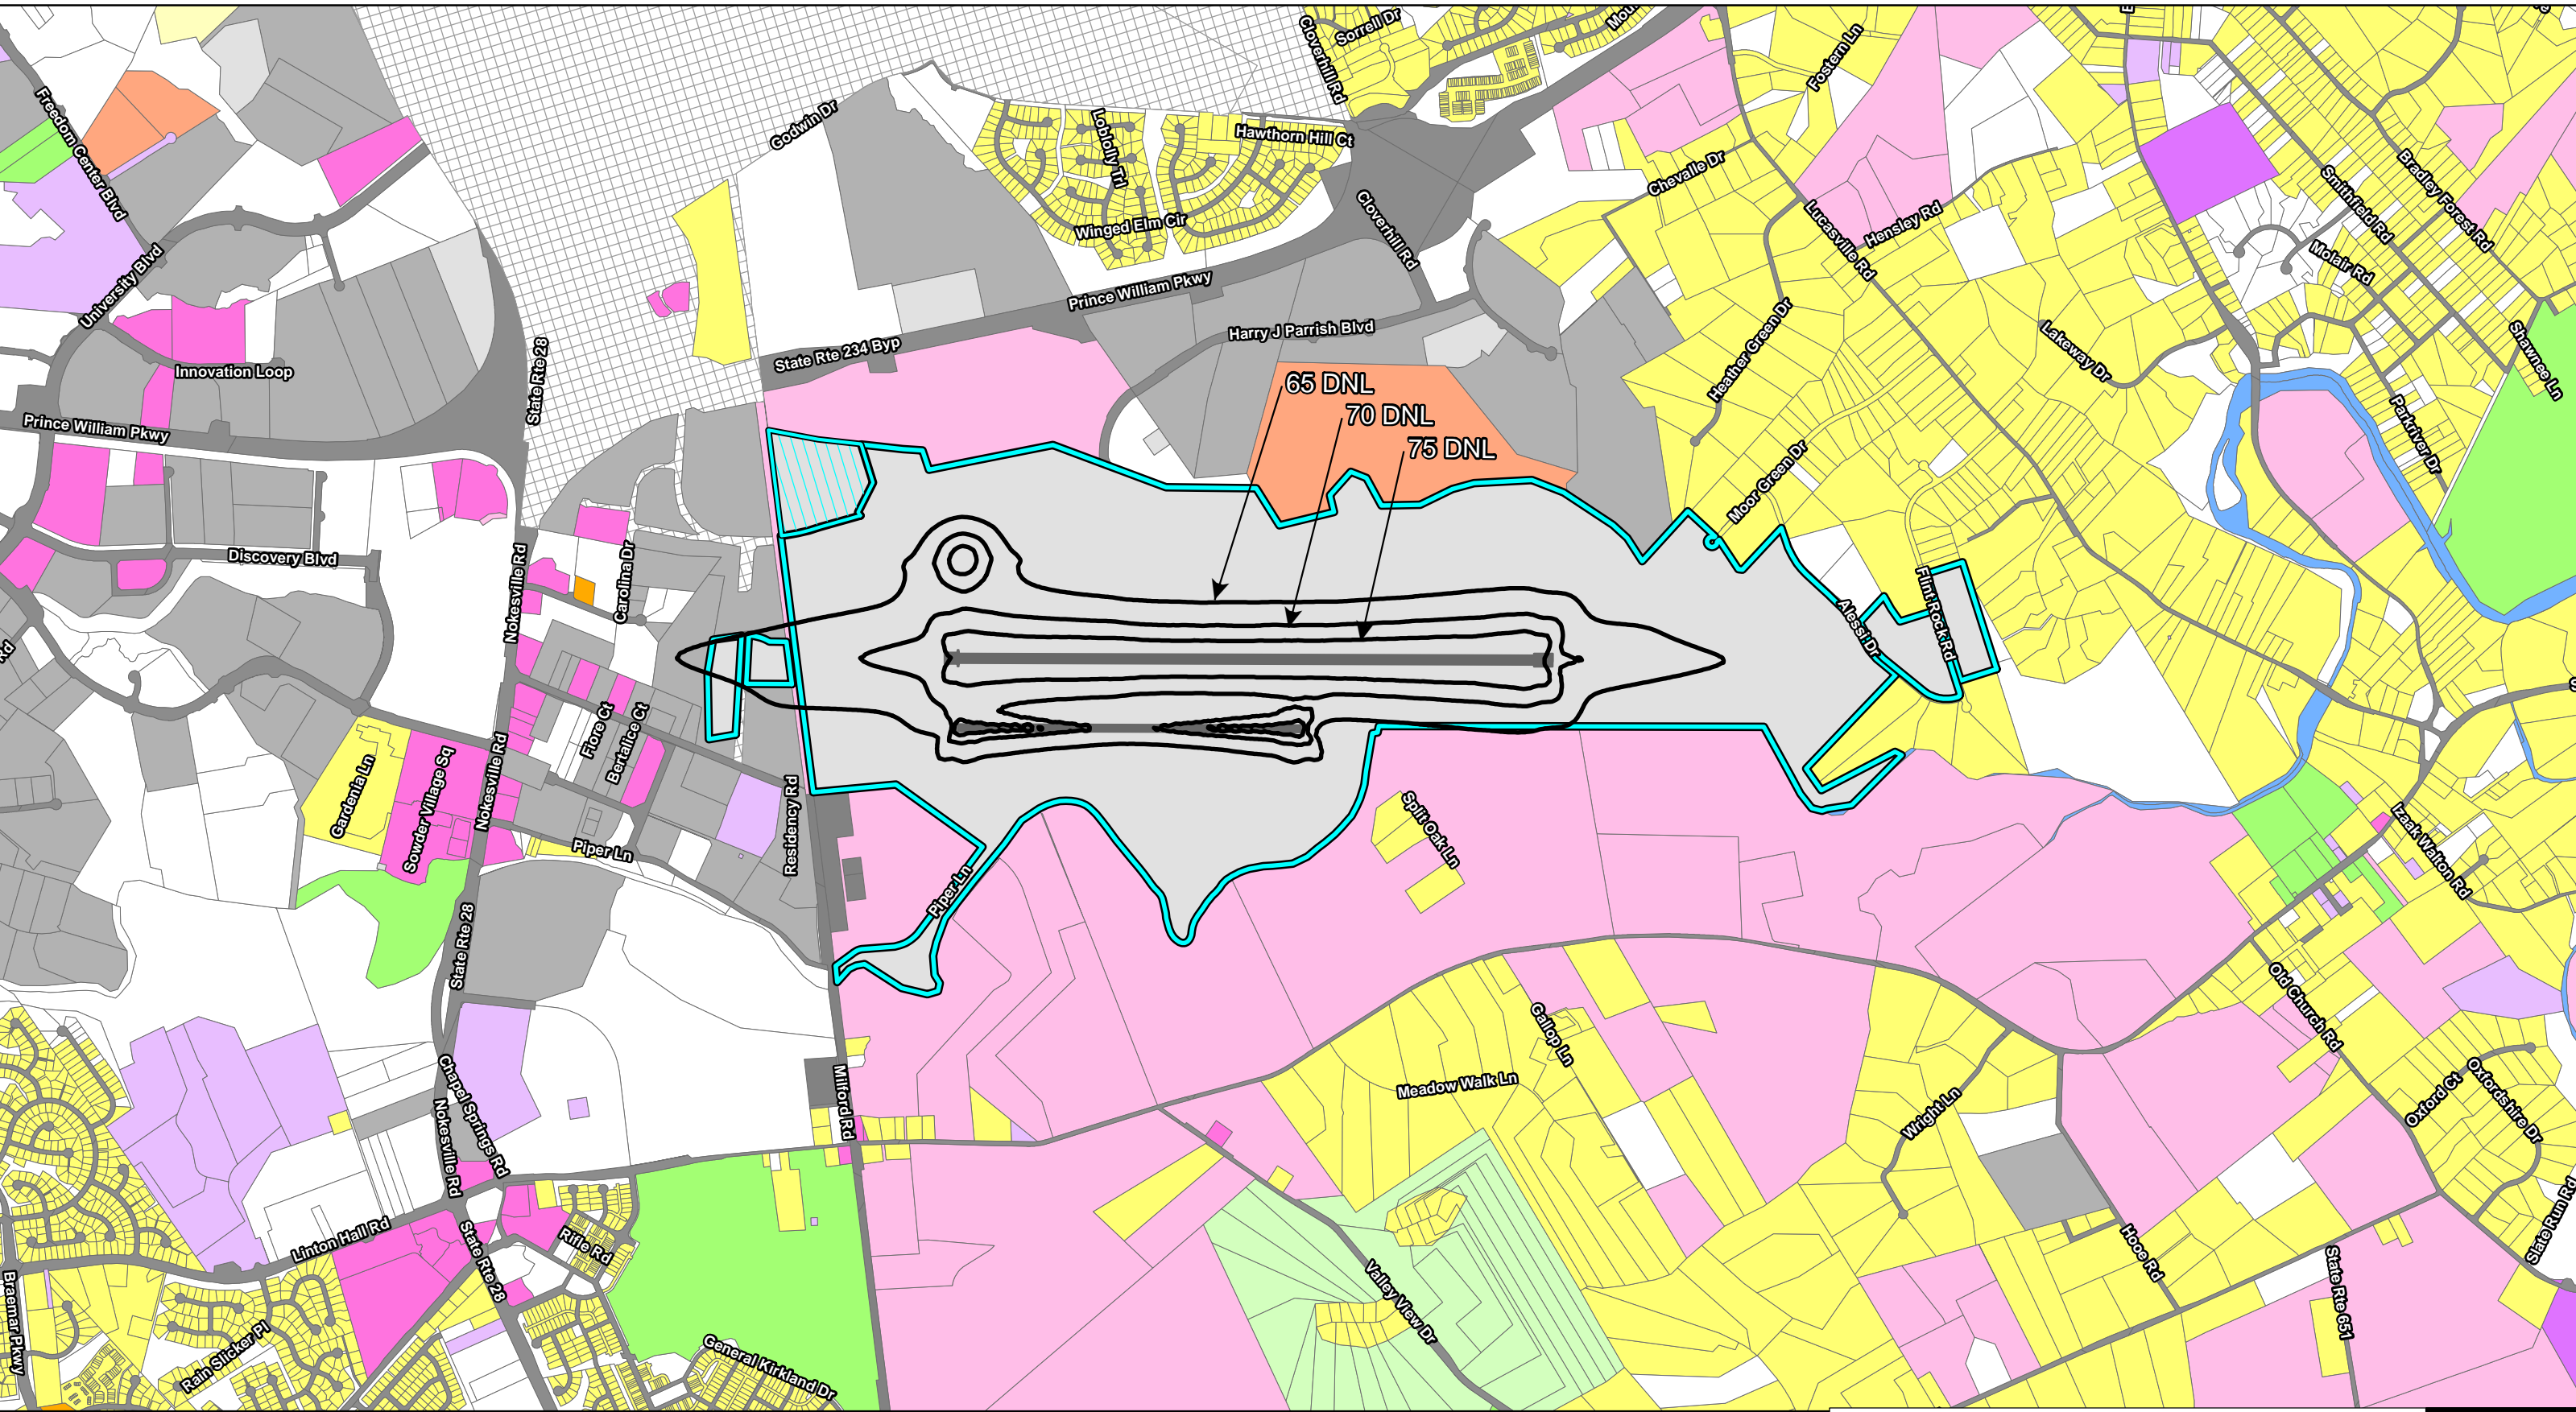 Sorrell Dr
Cloverhill Rd
Fostern Ln
Freedom Center Blvd
Godwin Dr
Loblolly Trl
Hawthorn Hill Ct
Winged Elm Cir
Chevalle Dr
Cloverhill Rd
Lucasville Rd
Hensley Rd
Smithfield Rd
Bradley Forest Rd
Molair Rd
University Blvd
Prince William Pkwy
State Rte 234 Byp
Harry J Parrish Blvd
Heather Green Dr
Lakeway Dr
Shawnee Ln
Innovation Loop
State Rte 28
65 DNL
70 DNL
75 DNL
Parkriver Dr
Prince William Pkwy
Moor Green Dr
Discovery Blvd
Nokesville Rd
Carolina Dr
Alessi Dr
Flint Rock Rd
Rd
Fiore Ct
Bertalice Ct
Gardenia Ln
Sowder Village Sq
Nokesville Rd
Piper Ln
Residency Rd
Split Oak Ln
Izaak Walton Rd
Piper Ln
State Rte 28
Old Church Rd
Gallop Ln
Meadow Walk Ln
Milford Rd
Chapel Springs Rd
Nokesville Rd
Wright Ln
Oxford Ct
Oxfordshire Dr
Linton Hall Rd
State Rte 28
Rifle Rd
Hooe Rd
Slate Run Rd
State Rte 651
Valley View Dr
Braemar Pkwy
Rain Slicker Pl
General Kirkland Dr